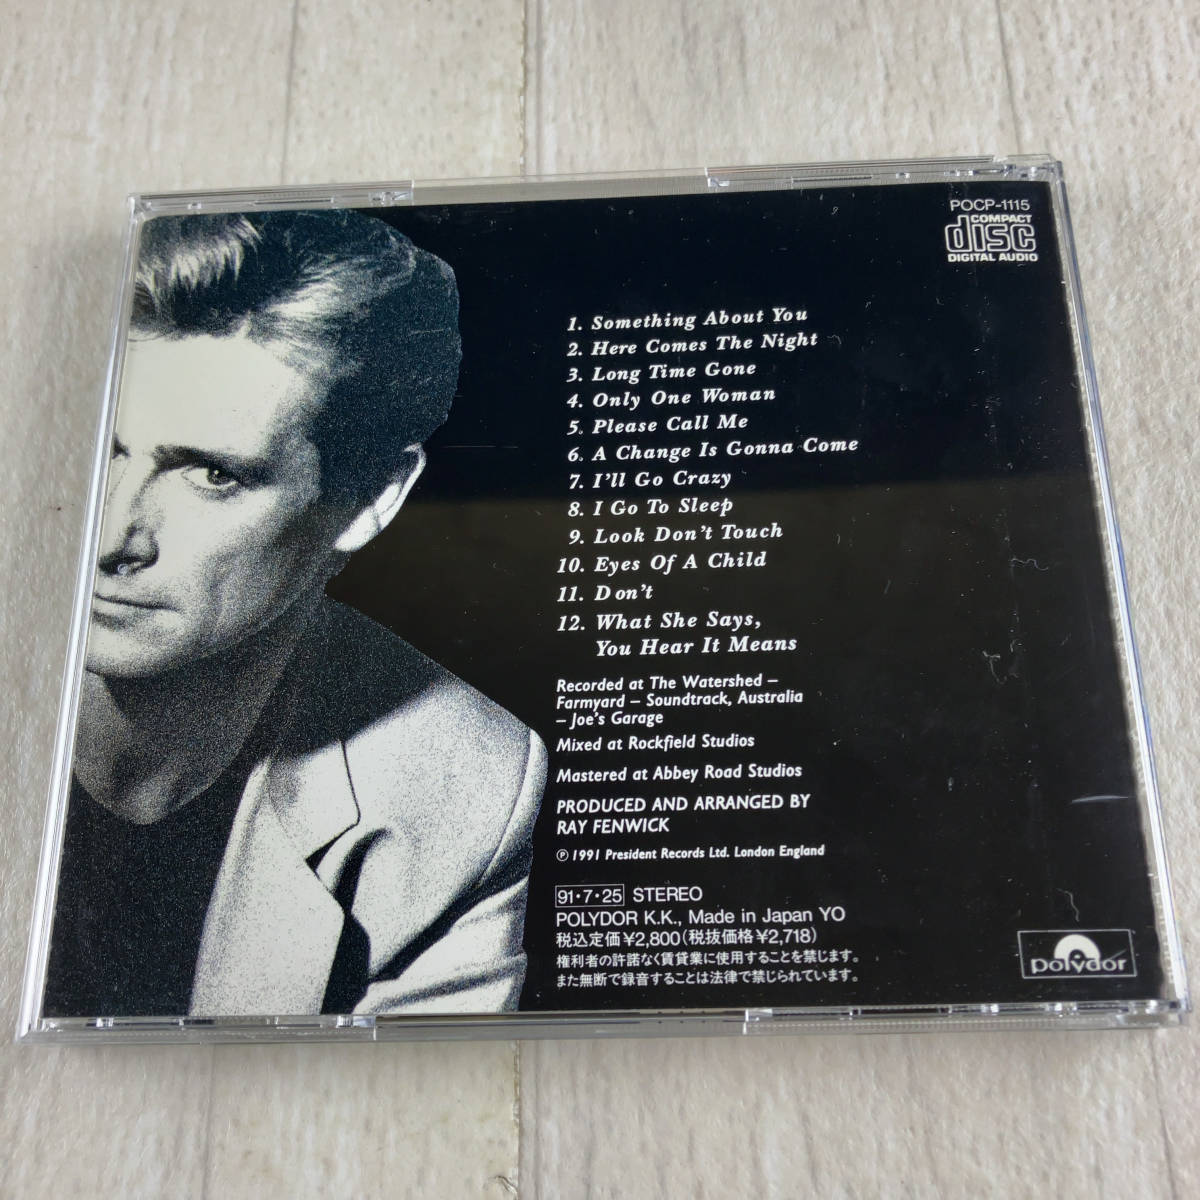 POCP-1115
COMPACT
disc
DIGITAL AUDIO
1. Something About You
2. Here Comes The Night
3. Long Time Gone
4. Only One Woman
5. Please Call Me
6. A Change Is Gonna Come
7. I'll Go Crazy
8. I Go To Sleep
9. Look Don't Touch
10. Eyes Of A Child
11. Don't
12. What She Says,
You Hear It Means
Recorded at The Watershed –
Farmyard – Soundtrack, Australia
– Joe's Garage
Mixed at Rockfield Studios
Mastered at Abbey Road Studios
PRODUCED AND ARRANGED BY
RAY FENWICK
℗ 1991 President Records Ltd. London England
91・7・25 STEREO
POLYDOR K.K., Made in Japan YO
税込定価¥2,800(税抜価格¥2,718)
権利者の許諾なく賃貸業に使用することを禁じます。
また無断で録音することは法律で禁じられています。
polydor